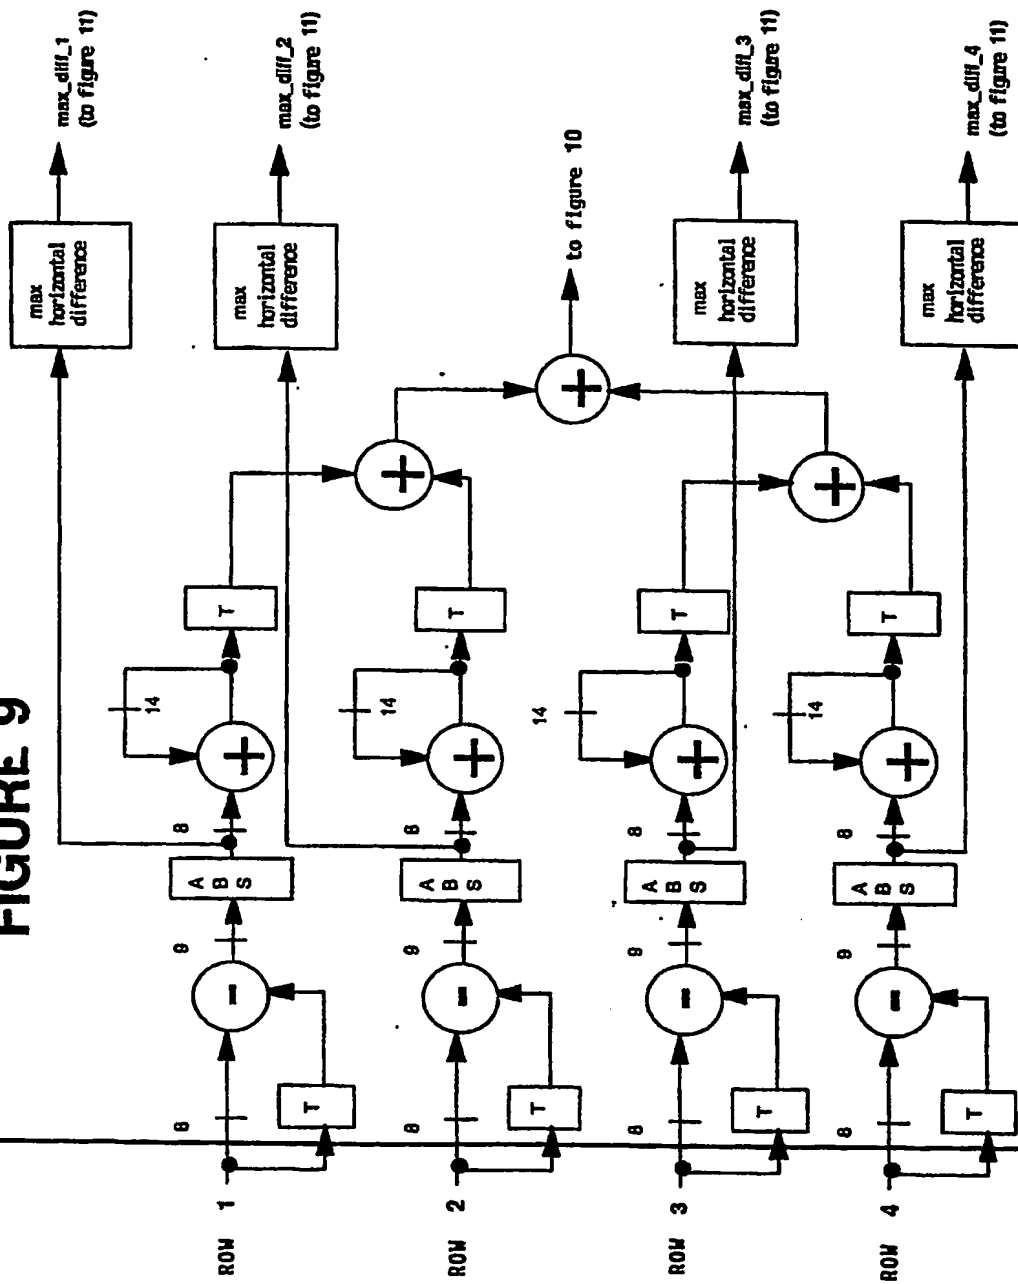 FIGURE 9
max_diff_1
(to figure 11)
max_diff_2
(to figure 11)
max_diff_3
(to figure 11)
max_diff_4
(to figure 11)
max
horizontal
difference
max
horizontal
difference
max
horizontal
difference
max
horizontal
difference
to figure 10
+
+
+
T
T
T
T
14
14
14
14
+
+
+
+
8
8
8
8
A B S
A B S
A B S
A B S
9
9
9
9
-
-
-
-
8
8
8
8
T
T
T
T
ROW 1
ROW 2
ROW 3
ROW 4